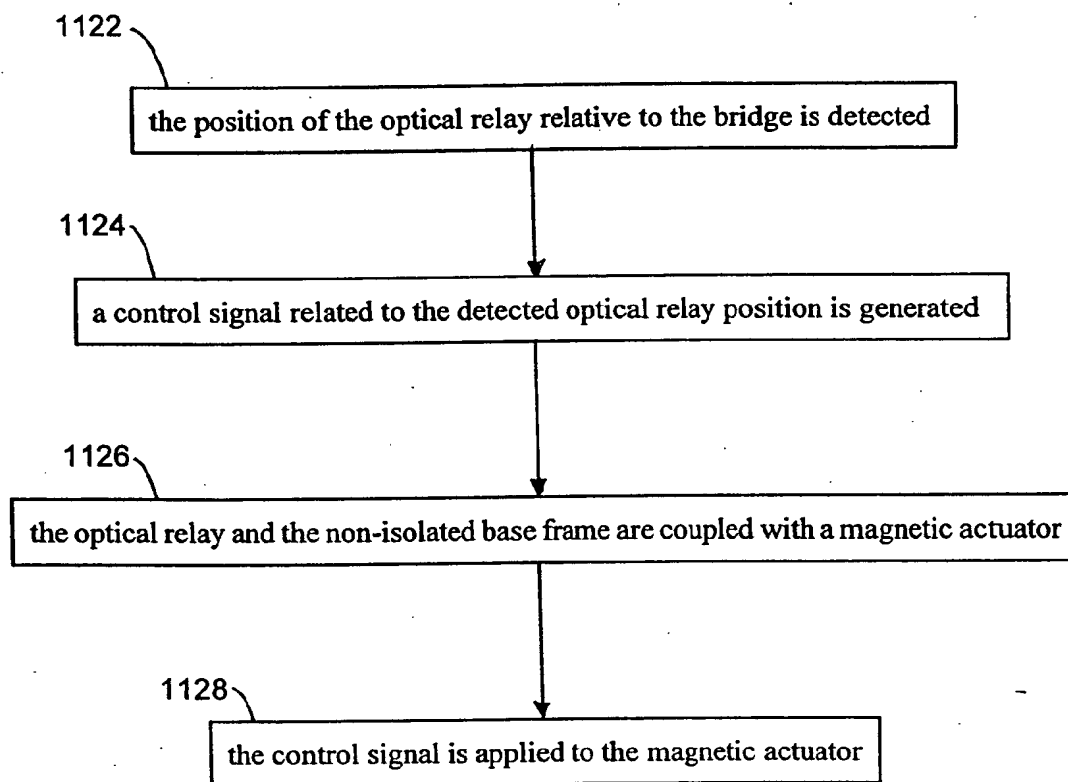 1122
the position of the optical relay relative to the bridge is detected
1124
a control signal related to the detected optical relay position is generated
1126
the optical relay and the non-isolated base frame are coupled with a magnetic actuator
1128
the control signal is applied to the magnetic actuator